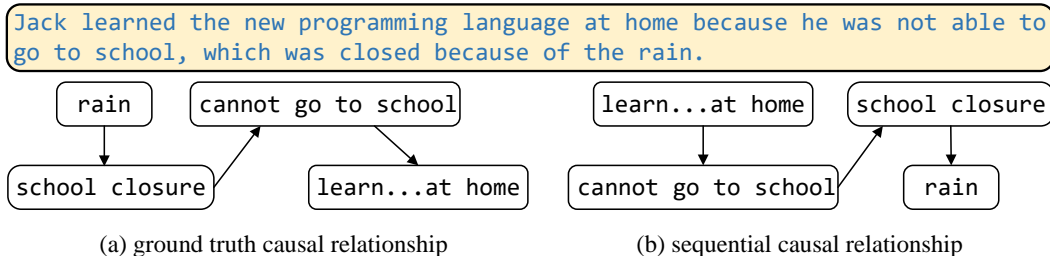 Jack learned the new programming language at home because he was not able to
go to school, which was closed because of the rain.
rain
cannot go to school
school closure
learn...at home
(a) ground truth causal relationship
learn...at home
school closure
cannot go to school
rain
(b) sequential causal relationship